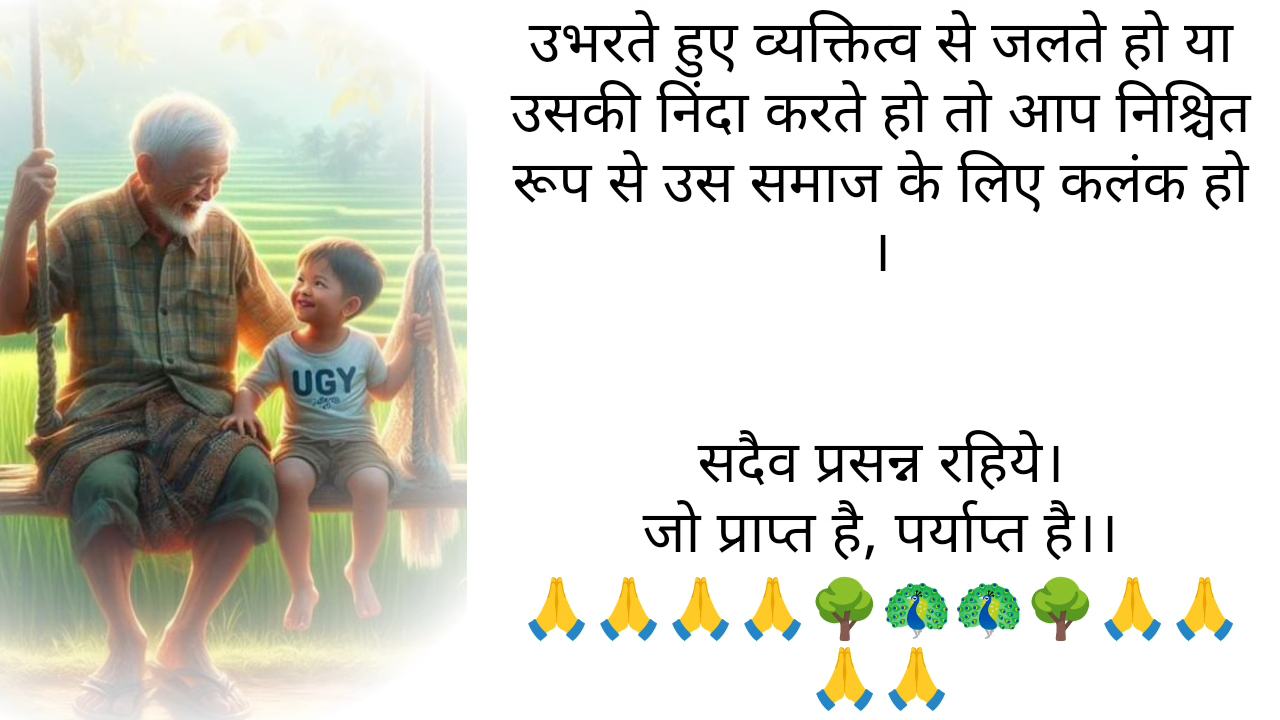 उभरते हुए व्यक्तित्व से जलते हो या
उसकी निंदा करते हो तो आप निश्चित
रूप से उस समाज के लिए कलंक हो
।
UGY
सदैव प्रसन्न रहिये।
जो प्राप्त है, पर्याप्त है।।
🙏🙏🙏🙏🌳🦚🦚🌳🙏🙏
🙏🙏